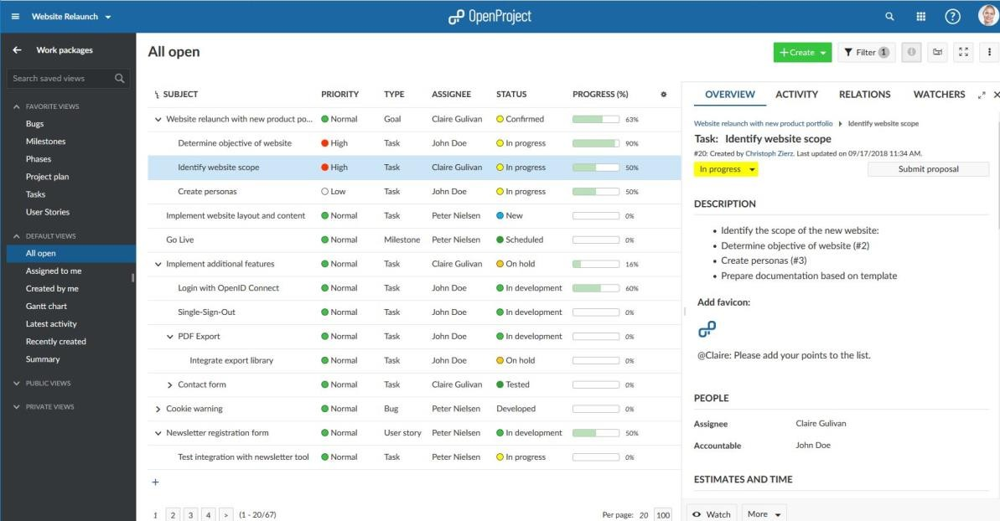 Website Relaunch
OpenProject
?
Work packages
Search saved views
FAVORITE VIEWS
Bugs
Milestones
Phases
Project plan
Tasks
User Stories
DEFAULT VIEWS
All open
Assigned to me
Created by me
Gantt chart
Latest activity
Recently created
Summary
PUBLIC VIEWS
PRIVATE VIEWS
All open
+Create
Filter 1
SUBJECT PRIORITY TYPE ASSIGNEE STATUS PROGRESS (%)
Website relaunch with new product po... Normal Goal Claire Gulivan Confirmed 63%
Determine objective of website High Task John Doe In progress 90%
Identify website scope High Task Claire Gulivan In progress 50%
Create personas Low Task John Doe In progress 50%
Implement website layout and content Normal Task Peter Nielsen New 0%
Go Live Normal Milestone Peter Nielsen Scheduled 0%
Implement additional features Normal Task Claire Gulivan On hold 16%
Login with OpenID Connect Normal Task John Doe In development 60%
Single-Sign-Out Normal Task John Doe In development 0%
PDF Export Normal Task John Doe In development 0%
Integrate export library Normal Task John Doe On hold 0%
Contact form Normal Task Claire Gulivan Tested 0%
Cookie warning Normal Bug Peter Nielsen Developed 0%
Newsletter registration form Normal User story Peter Nielsen In development 50%
Test integration with newsletter tool Normal Task Peter Nielsen In progress 0%
+
1 2 3 4 > (1 - 20/67) Per page: 20 100
OVERVIEW ACTIVITY RELATIONS WATCHERS
Website relaunch with new product portfolio Identify website scope
Task: Identify website scope
#20: Created by Christoph Zierz. Last updated on 09/17/2018 11:34 AM.
In progress
Submit proposal
DESCRIPTION
• Identify the scope of the new website:
• Determine objective of website (#2)
• Create personas (#3)
• Prepare documentation based on template
Add favicon:
@Claire: Please add your points to the list.
PEOPLE
Assignee Claire Gulivan
Accountable John Doe
ESTIMATES AND TIME
Watch More